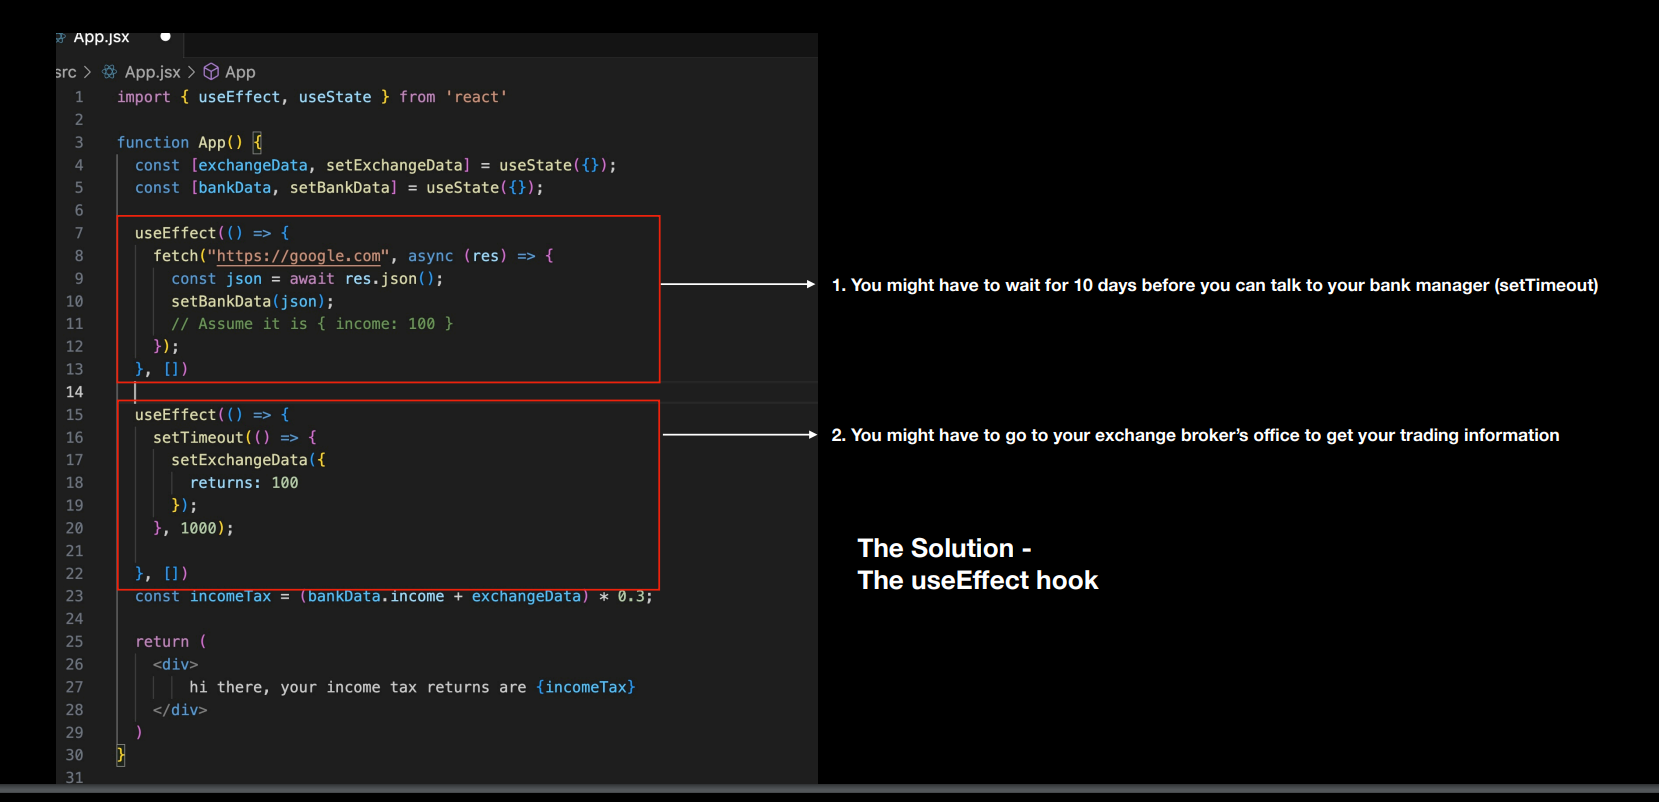 App.jsx
src > App.jsx > App
1 import { useEffect, useState } from 'react'
2
3 function App() {
4 const [exchangeData, setExchangeData] = useState({});
5 const [bankData, setBankData] = useState({});
6
7 useEffect(() => {
8 fetch("https://google.com", async (res) => {
9 const json = await res.json();
10 setBankData(json);
11 // Assume it is { income: 100 }
12 });
13 }, [])
14
15 useEffect(() => {
16 setTimeout(() => {
17 setExchangeData({
18 returns: 100
19 });
20 }, 1000);
21
22 }, [])
23 const incomeTax = (bankData.income + exchangeData) * 0.3;
24
25 return (
26 <div>
27 hi there, your income tax returns are {incomeTax}
28 </div>
29 )
30 }
31
1. You might have to wait for 10 days before you can talk to your bank manager (setTimeout)
2. You might have to go to your exchange broker’s office to get your trading information
The Solution -
The useEffect hook